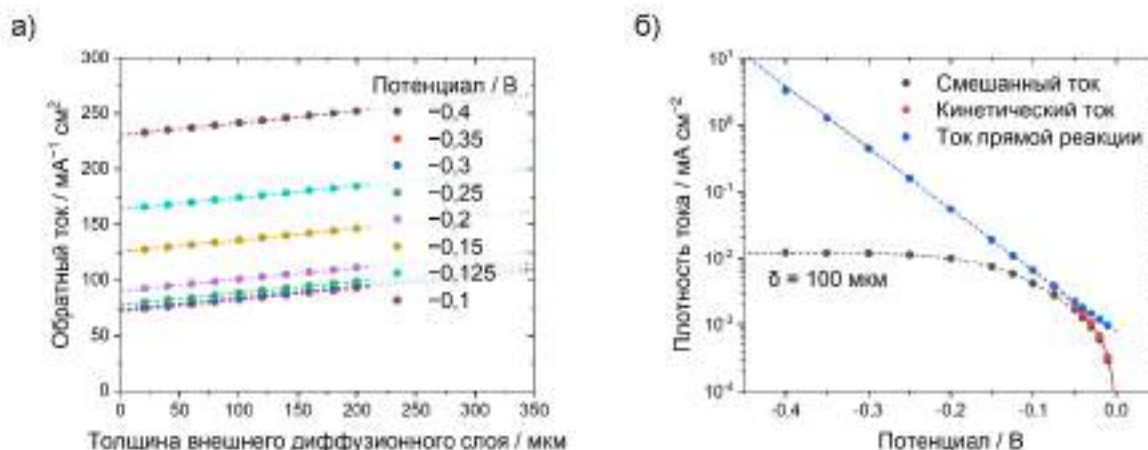 а)
Обратный ток / мА⁻¹ см²
300
250
200
150
100
50
0
0 50 100 150 200 250 300 350
Толщина внешнего диффузионного слоя / мкм
Потенциал / В
−0,4
−0,35
−0,3
−0,25
−0,2
−0,15
−0,125
−0,1
б)
Плотность тока / мА см⁻²
10¹
10⁰
10⁻¹
10⁻²
10⁻³
10⁻⁴
-0.4 -0.3 -0.2 -0.1 0.0
Потенциал / В
Смешанный ток
Кинетический ток
Ток прямой реакции
δ = 100 мкм